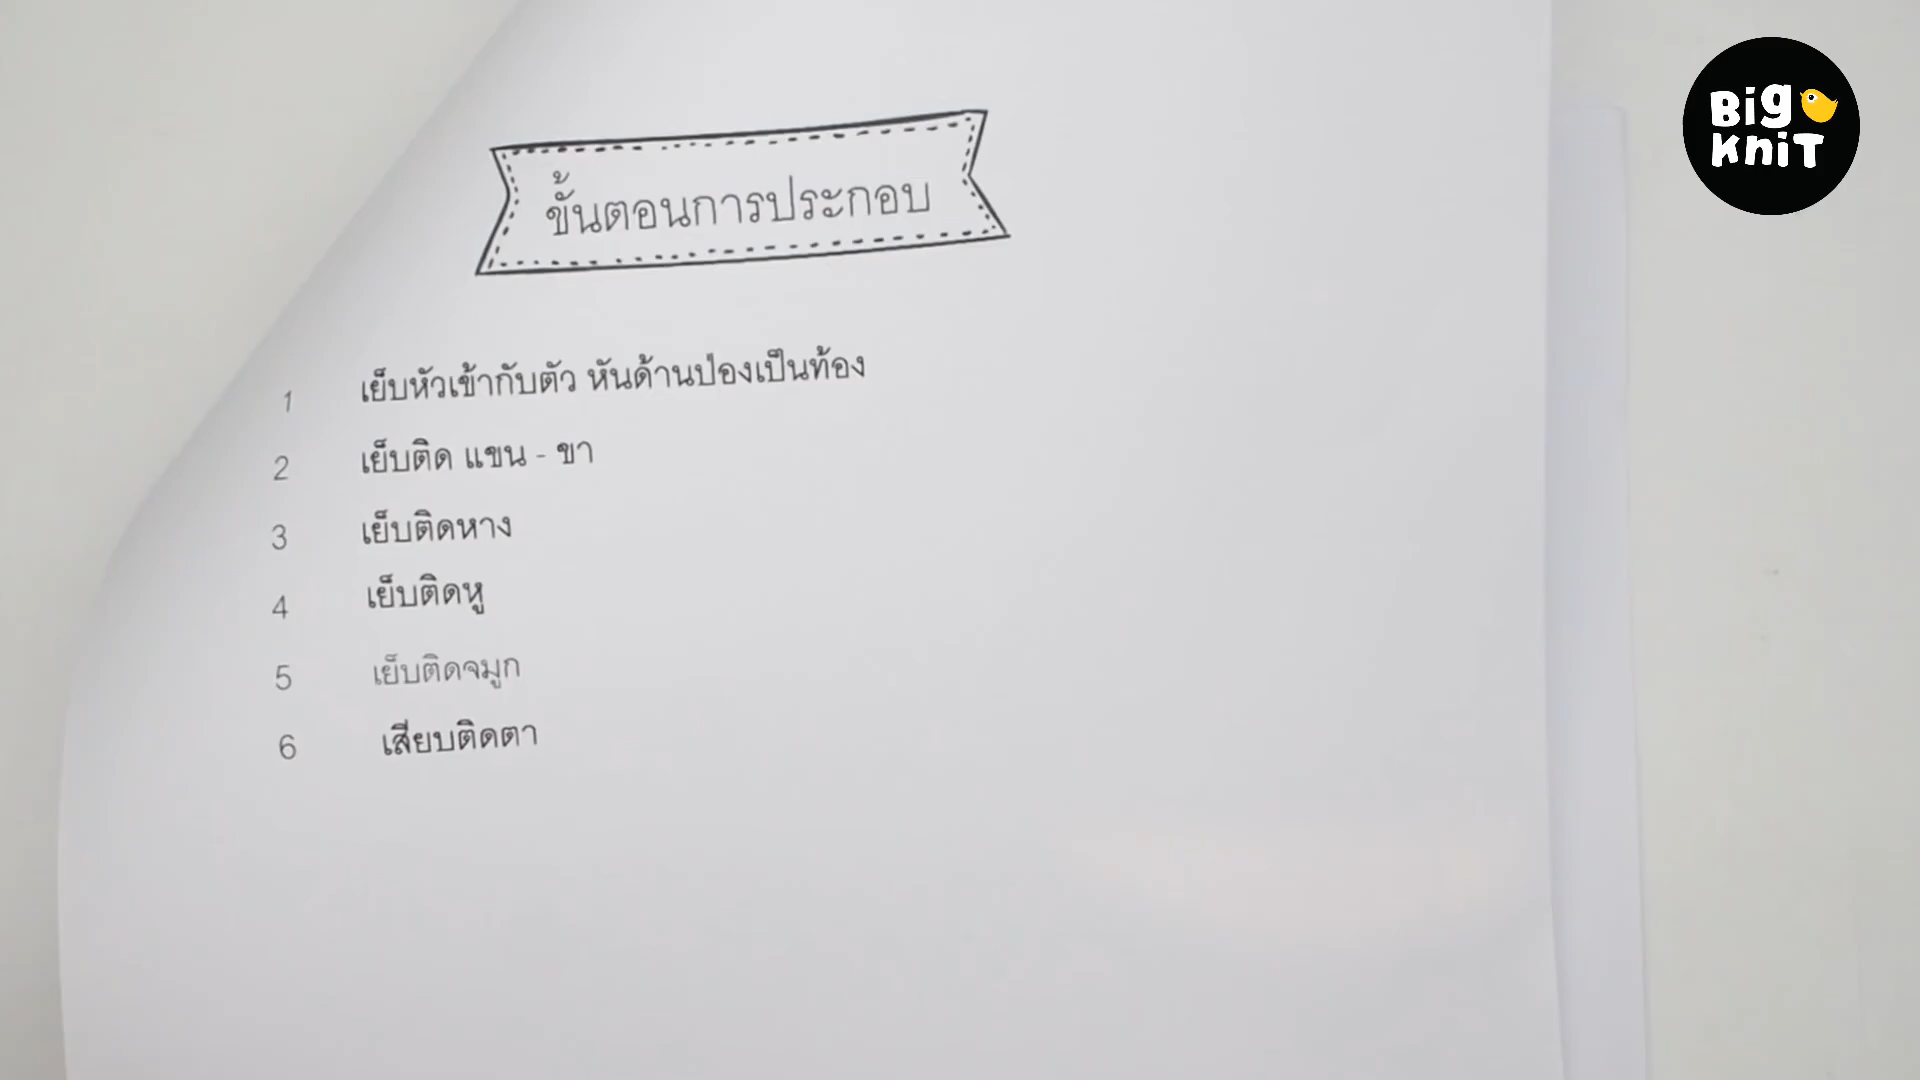 Big
Knit
ขั้นตอนการประกอบ
1 เย็บหัวเข้ากับตัว หันด้านป่องเป็นท้อง
2 เย็บติด แขน - ขา
3 เย็บติดหาง
4 เย็บติดหู
5 เย็บติดจมูก
6 เสียบติดตา